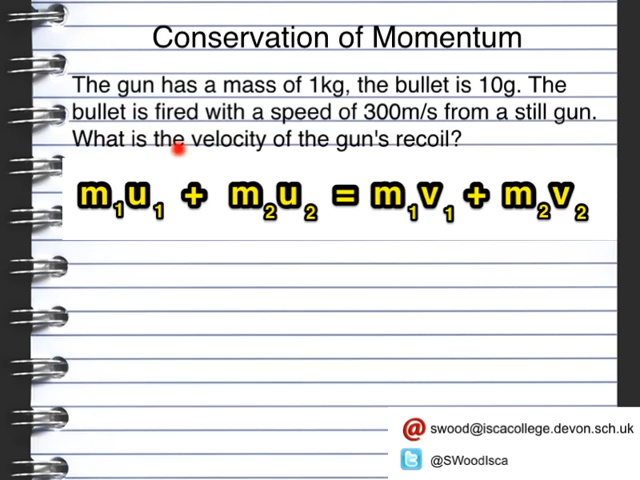 Conservation of Momentum
The gun has a mass of 1kg, the bullet is 10g. The
bullet is fired with a speed of 300m/s from a still gun.
What is the velocity of the gun's recoil?
m₁u₁ + m₂u₂ = m₁v₁ + m₂v₂
@ swood@iscacollege.devon.sch.uk
@SWoodIsca